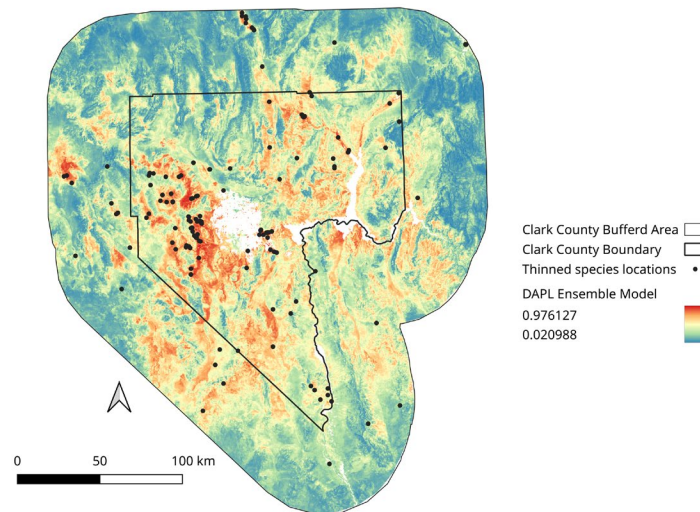 Clark County Bufferd Area
Clark County Boundary
Thinned species locations
DAPL Ensemble Model
0.976127
0.020988
0 50 100 km